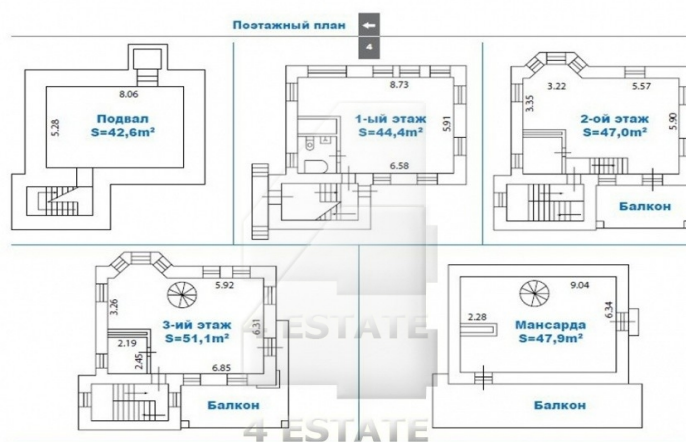 Поэтажный план
4
8.06
5.28
Подвал
S=42,6m²
8.73
5.91
1-ый этаж
S=44,4m²
6.58
3.22
5.57
3.35
5.90
2-ой этаж
S=47,0m²
Балкон
5.92
3.26
6.31
3-ий этаж
S=51,1m²
2.19
2.45
6.85
Балкон
9.04
2.28
6.34
Мансарда
S=47,9m²
Балкон
4 ESTATE
4 ESTATE